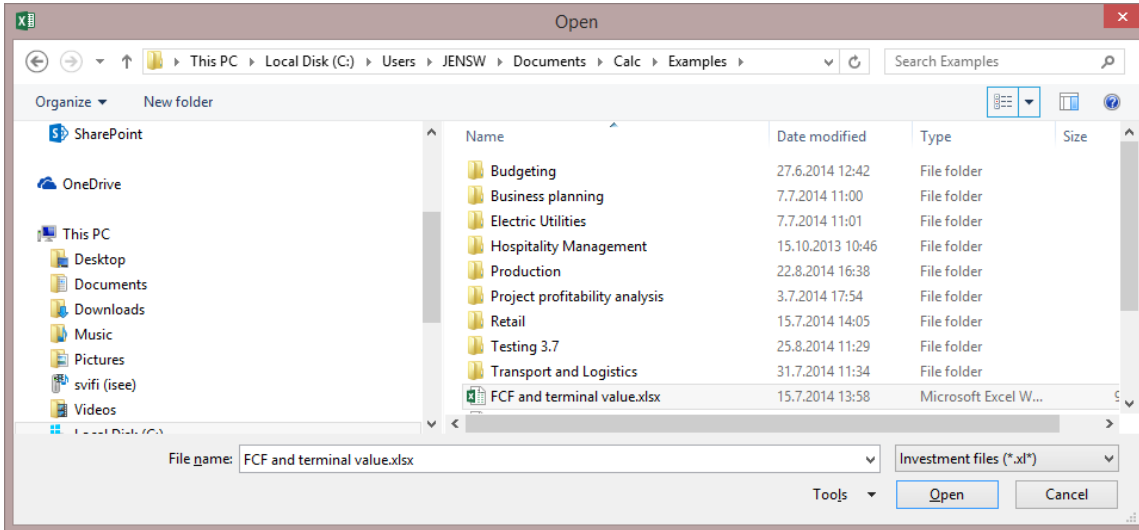 Open
This PC Local Disk (C:) Users JENSW Documents Calc Examples Search Examples
Organize New folder
SharePoint
OneDrive
This PC
Desktop
Documents
Downloads
Music
Pictures
svifi (isee)
Videos
Local Disk (C:)
Name Date modified Type Size
Budgeting 27.6.2014 12:42 File folder
Business planning 7.7.2014 11:00 File folder
Electric Utilities 7.7.2014 11:01 File folder
Hospitality Management 15.10.2013 10:46 File folder
Production 22.8.2014 16:38 File folder
Project profitability analysis 3.7.2014 17:54 File folder
Retail 15.7.2014 14:05 File folder
Testing 3.7 25.8.2014 11:29 File folder
Transport and Logistics 31.7.2014 11:34 File folder
FCF and terminal value.xlsx 15.7.2014 13:58 Microsoft Excel W...
File name: FCF and terminal value.xlsx Investment files (*.xl*)
Tools Open Cancel